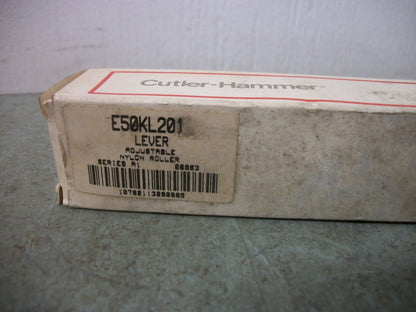 Cutler-Hammer
E50KL201
LEVER
ADJUSTABLE
NYLON ROLLER
SERIES A1